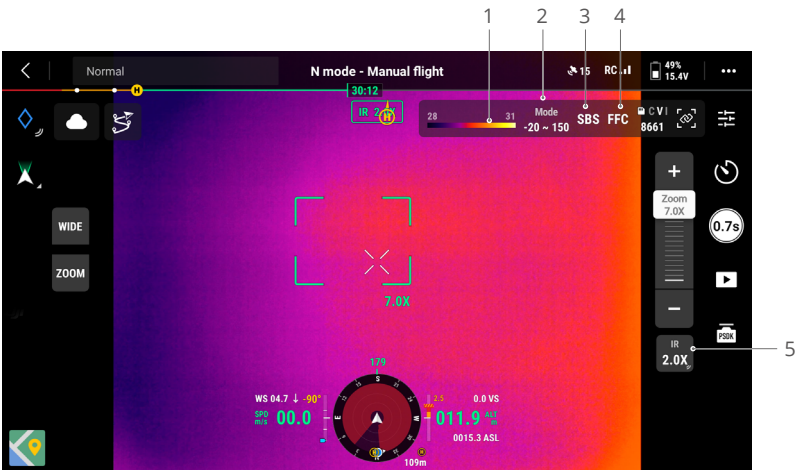 1 2 3 4
Normal
N mode - Manual flight
15 RC 49% 15.4V
H
30:12
IR 2 X
H
28 31
Mode
-20 ~ 150
SBS FFC
C V I
8661
WIDE
ZOOM
+
Zoom
7.0X
0.7s
7.0X
−
PSDK
IR
2.0X
5
179
S
E W
WS 04.7 ↓ -90°
SPD
m/s
00.0
2.5
0.0 VS
011.9 ALT
m
0015.3 ASL
109m